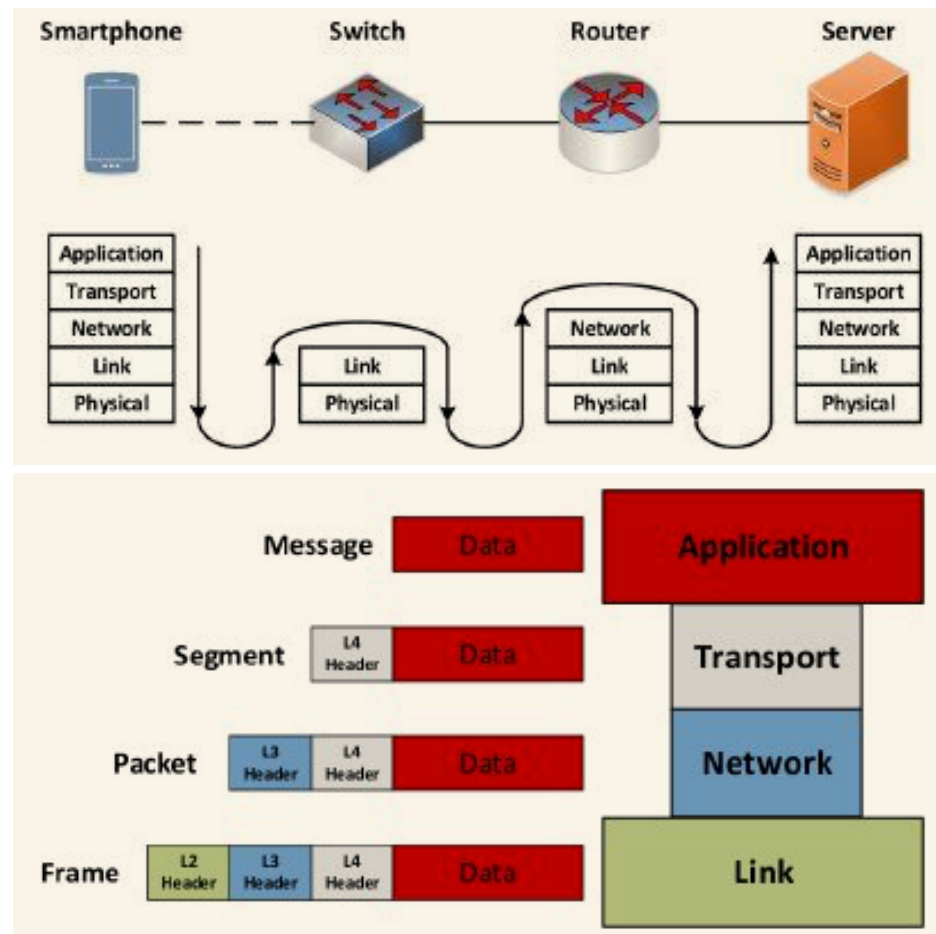 Smartphone Switch Router Server
Application
Transport
Network
Link
Physical
Link
Physical
Network
Link
Physical
Application
Transport
Network
Link
Physical
Message Data Application
Segment L4 Header Data Transport
Packet L3 Header L4 Header Data Network
Frame L2 Header L3 Header L4 Header Data Link